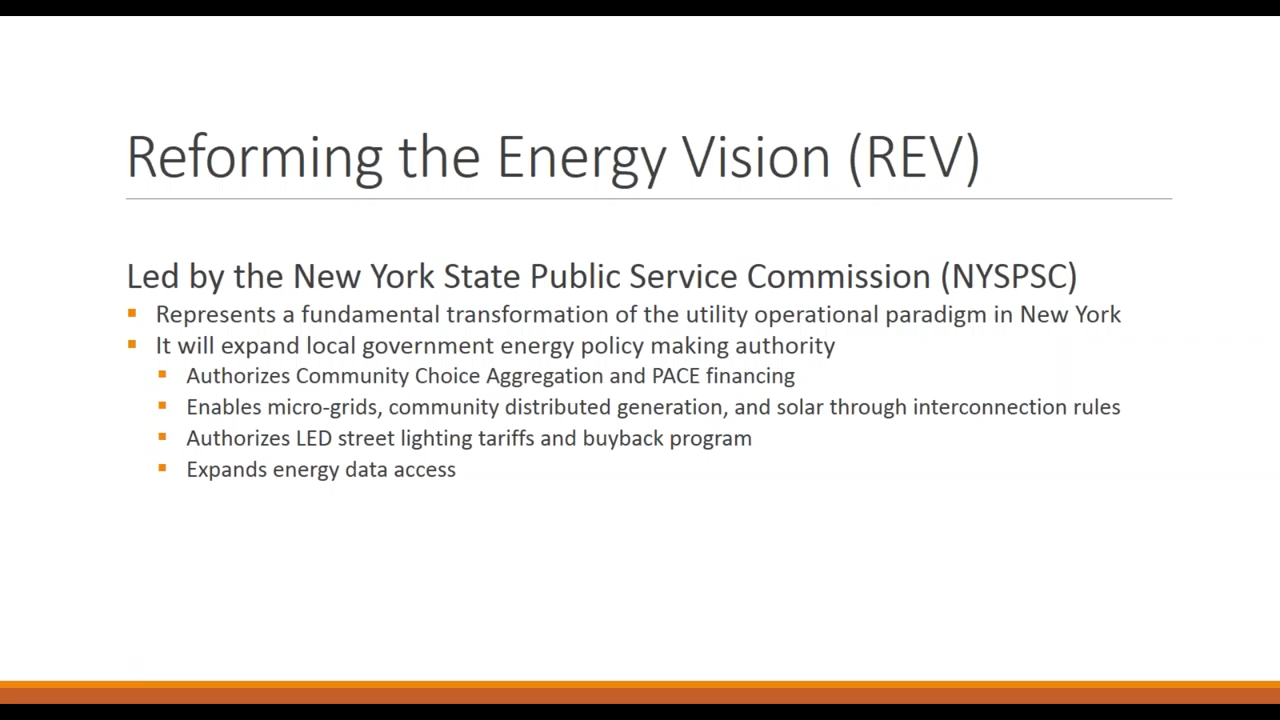 Reforming the Energy Vision (REV)
Led by the New York State Public Service Commission (NYSPSC)
Represents a fundamental transformation of the utility operational paradigm in New York
It will expand local government energy policy making authority
Authorizes Community Choice Aggregation and PACE financing
Enables micro-grids, community distributed generation, and solar through interconnection rules
Authorizes LED street lighting tariffs and buyback program
Expands energy data access